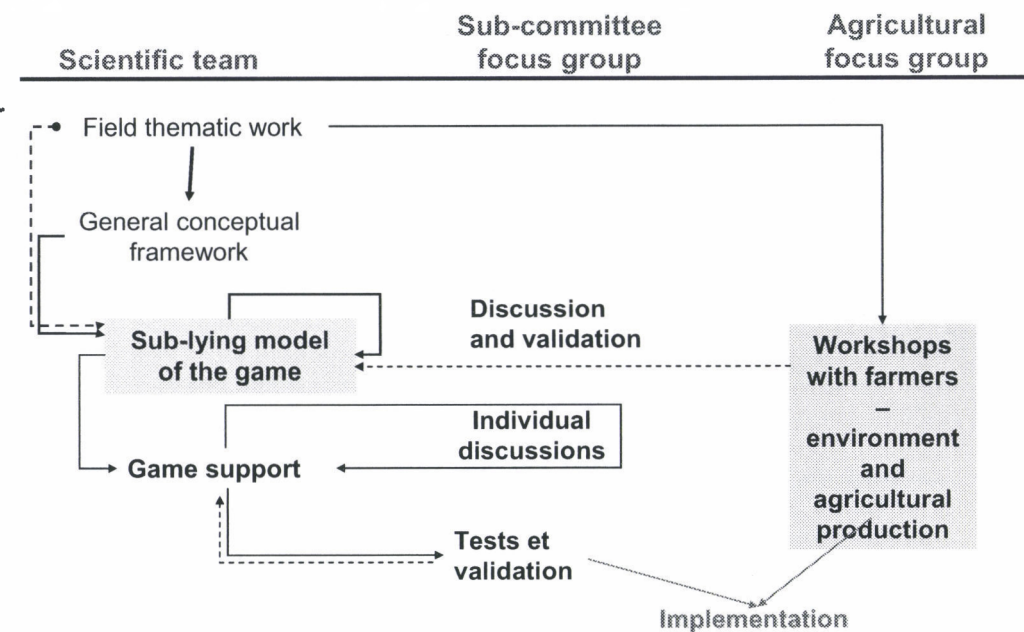 Scientific team
Sub-committee
focus group
Agricultural
focus group
Field thematic work
General conceptual
framework
Sub-lying model
of the game
Discussion
and validation
Workshops
with farmers
–
environment
and
agricultural
production
Individual
discussions
Game support
Tests et
validation
Implementation